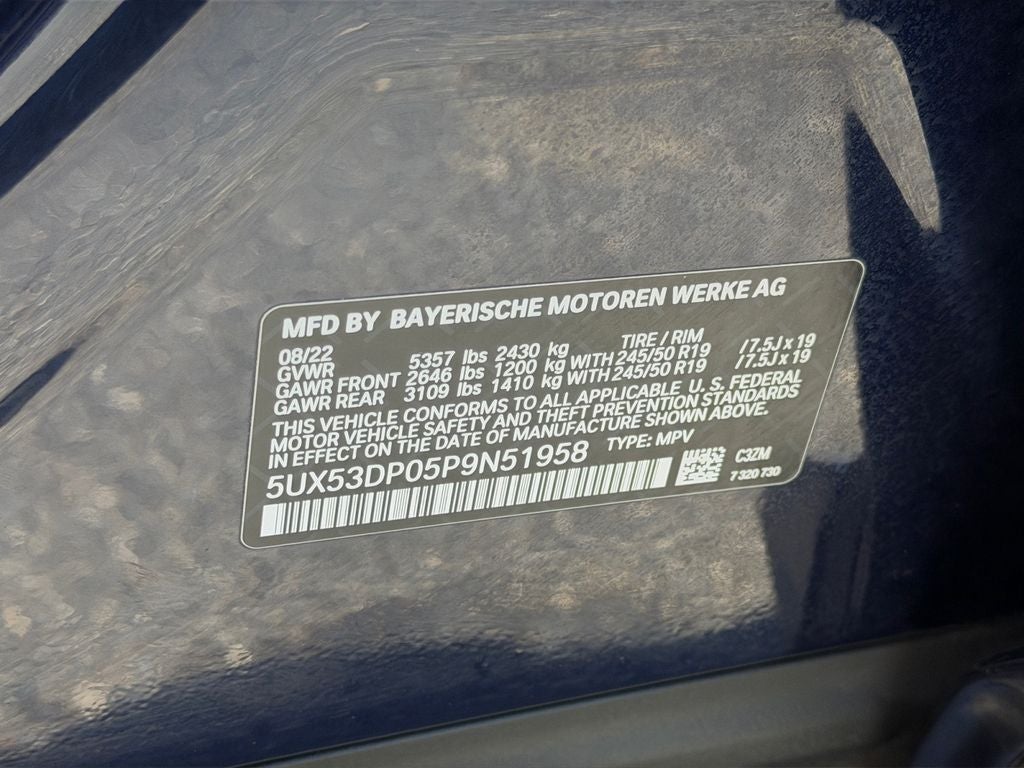 MFD BY BAYERISCHE MOTOREN WERKE AG
08/22 TIRE / RIM
GVWR 5357 lbs 2430 kg
GAWR FRONT 2646 lbs 1200 kg WITH 245/50 R19 /7.5J x 19
GAWR REAR 3109 lbs 1410 kg WITH 245/50 R19 /7.5J x 19
THIS VEHICLE CONFORMS TO ALL APPLICABLE U. S. FEDERAL
MOTOR VEHICLE SAFETY AND THEFT PREVENTION STANDARDS
IN EFFECT ON THE DATE OF MANUFACTURE SHOWN ABOVE.
5UX53DP05P9N51958 TYPE: MPV
C3ZM
7 320 730